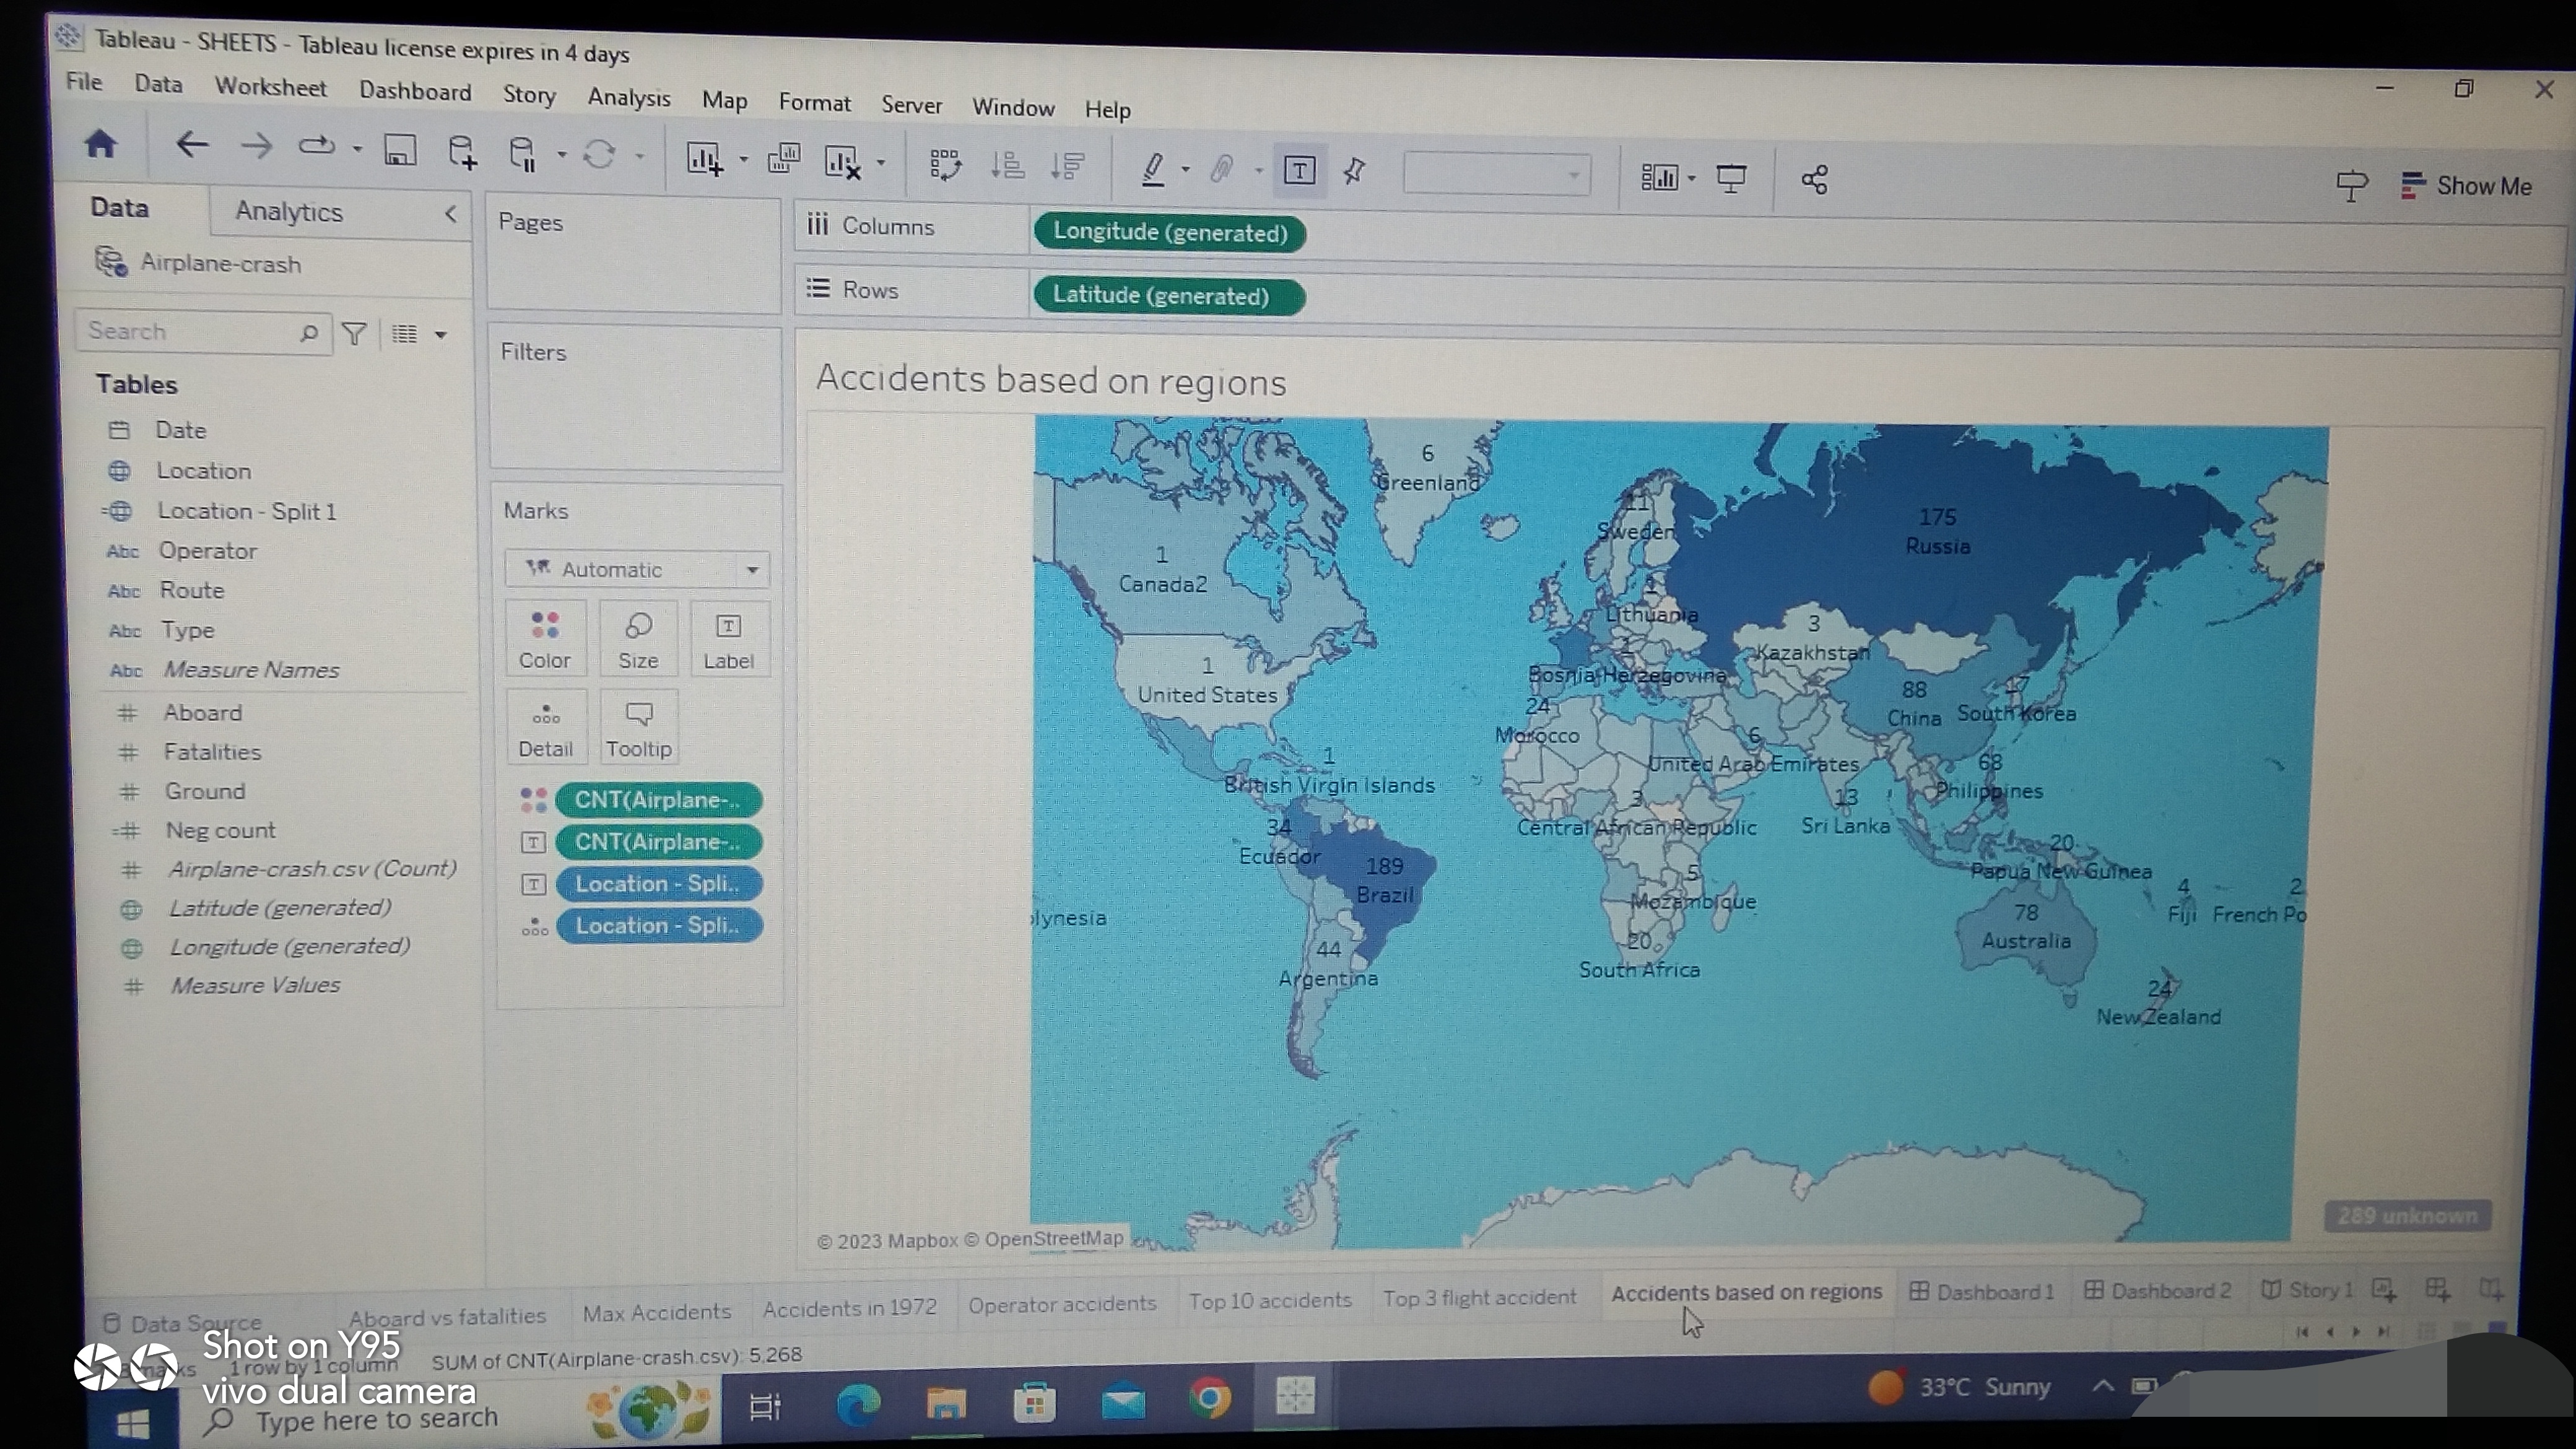 Tableau - SHEETS - Tableau license expires in 4 days
File Data Worksheet Dashboard Story Analysis Map Format Server Window Help
Show Me
Data Analytics
Airplane-crash
Search
Tables
Date
Location
Location - Split 1
Abc Operator
Abc Route
Abc Type
Abc Measure Names
Aboard
Fatalities
Ground
Neg count
Airplane-crash.csv (Count)
Latitude (generated)
Longitude (generated)
Measure Values
Pages
Filters
Marks
Automatic
Color Size Label
Detail Tooltip
CNT(Airplane-..
CNT(Airplane-..
Location - Spli..
Location - Spli..
Columns Longitude (generated)
Rows Latitude (generated)
Accidents based on regions
6
Greenland
11
Sweden
175
Russia
1
Canada2
Lithuania
3
Kazakhstan
1
United States
Bosnia-Herzegovina
88
China
South Korea
24
Morocco
6
United Arab Emirates
1
British Virgin Islands
68
Philippines
13
Sri Lanka
3
Central African Republic
34
Ecuador
189
Brazil
20
Papua New Guinea
5
Mozambique
4
Fiji
2
French Po
lynesia
78
Australia
44
Argentina
20
South Africa
24
New Zealand
289 unknown
© 2023 Mapbox © OpenStreetMap
Data Source Aboard vs fatalities Max Accidents Accidents in 1972 Operator accidents Top 10 accidents Top 3 flight accident Accidents based on regions Dashboard 1 Dashboard 2 Story 1
1 row by 1 column SUM of CNT(Airplane-crash.csv): 5,268
Shot on Y95
vivo dual camera
Type here to search
33°C Sunny